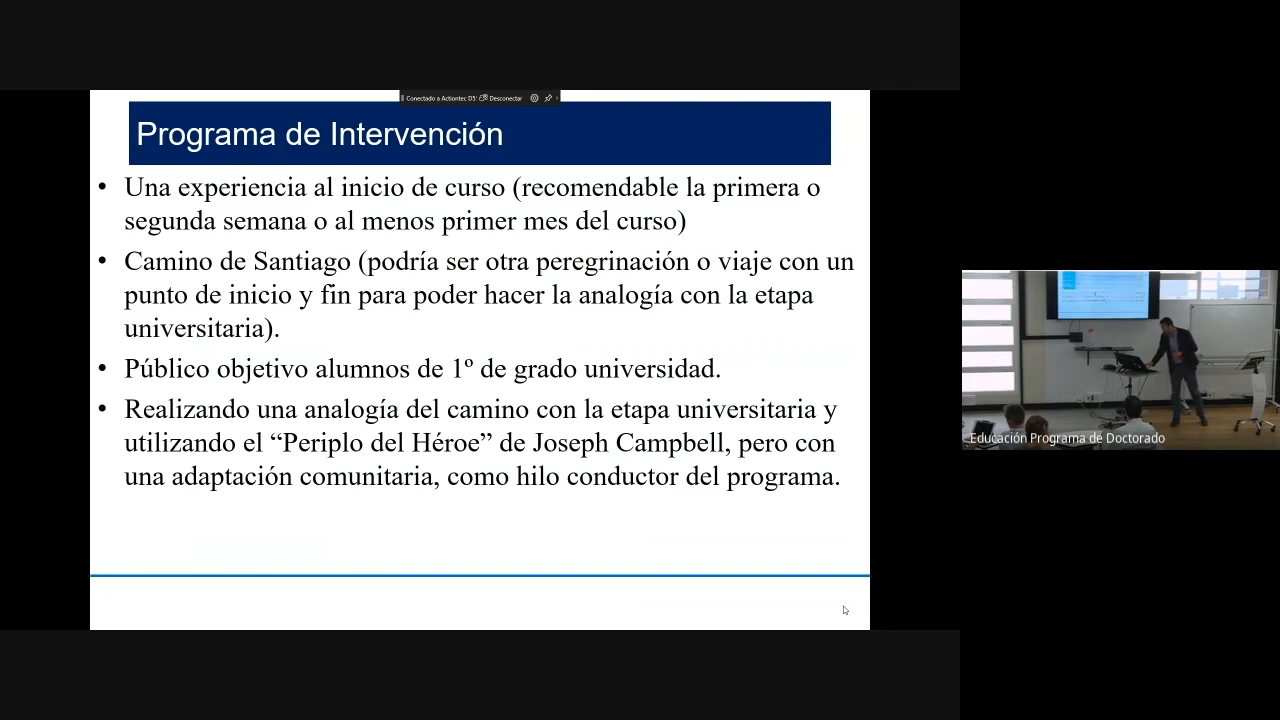 Conectado a Actiontec DS: Desconectar
Programa de Intervención
• Una experiencia al inicio de curso (recomendable la primera o
segunda semana o al menos primer mes del curso)
• Camino de Santiago (podría ser otra peregrinación o viaje con un
punto de inicio y fin para poder hacer la analogía con la etapa
universitaria).
• Público objetivo alumnos de 1º de grado universidad.
• Realizando una analogía del camino con la etapa universitaria y
utilizando el “Periplo del Héroe” de Joseph Campbell, pero con
una adaptación comunitaria, como hilo conductor del programa.
Educación Programa de Doctorado